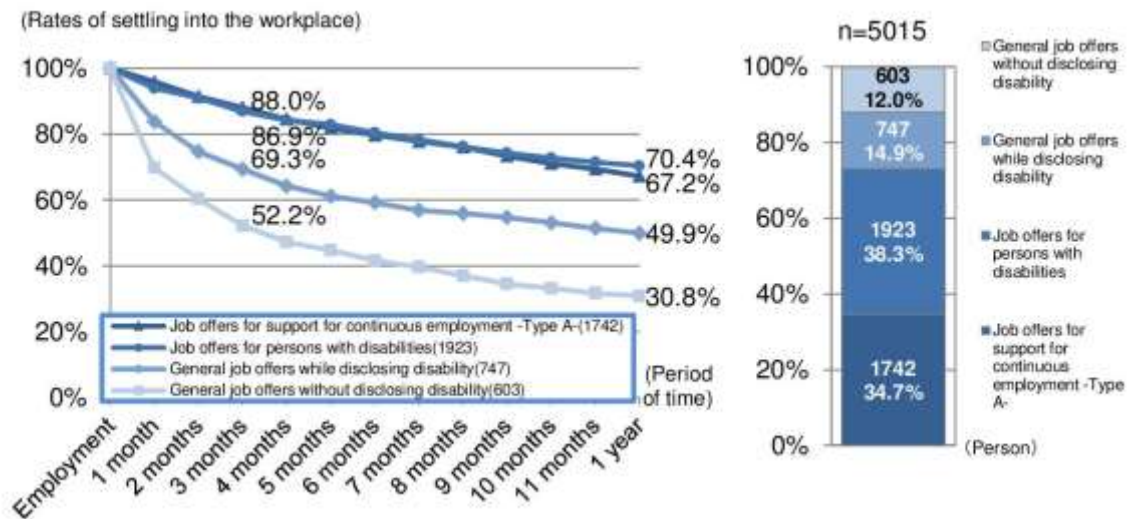 (Rates of settling into the workplace)
100%
80%
60%
40%
20%
0%
88.0%
86.9%
69.3%
52.2%
70.4%
67.2%
49.9%
30.8%
Job offers for support for continuous employment -Type A-(1742)
Job offers for persons with disabilities(1923)
General job offers while disclosing disability(747)
General job offers without disclosing disability(603)
(Period
of time)
Employment
1 month
2 months
3 months
4 months
5 months
6 months
7 months
8 months
9 months
10 months
11 months
1 year
n=5015
100%
80%
60%
40%
20%
0%
603
12.0%
747
14.9%
1923
38.3%
1742
34.7%
(Person)
General job offers
without disclosing
disability
General job offers
while disclosing
disability
Job offers for
persons with
disabilities
Job offers for
support for
continuous
employment -Type
A-